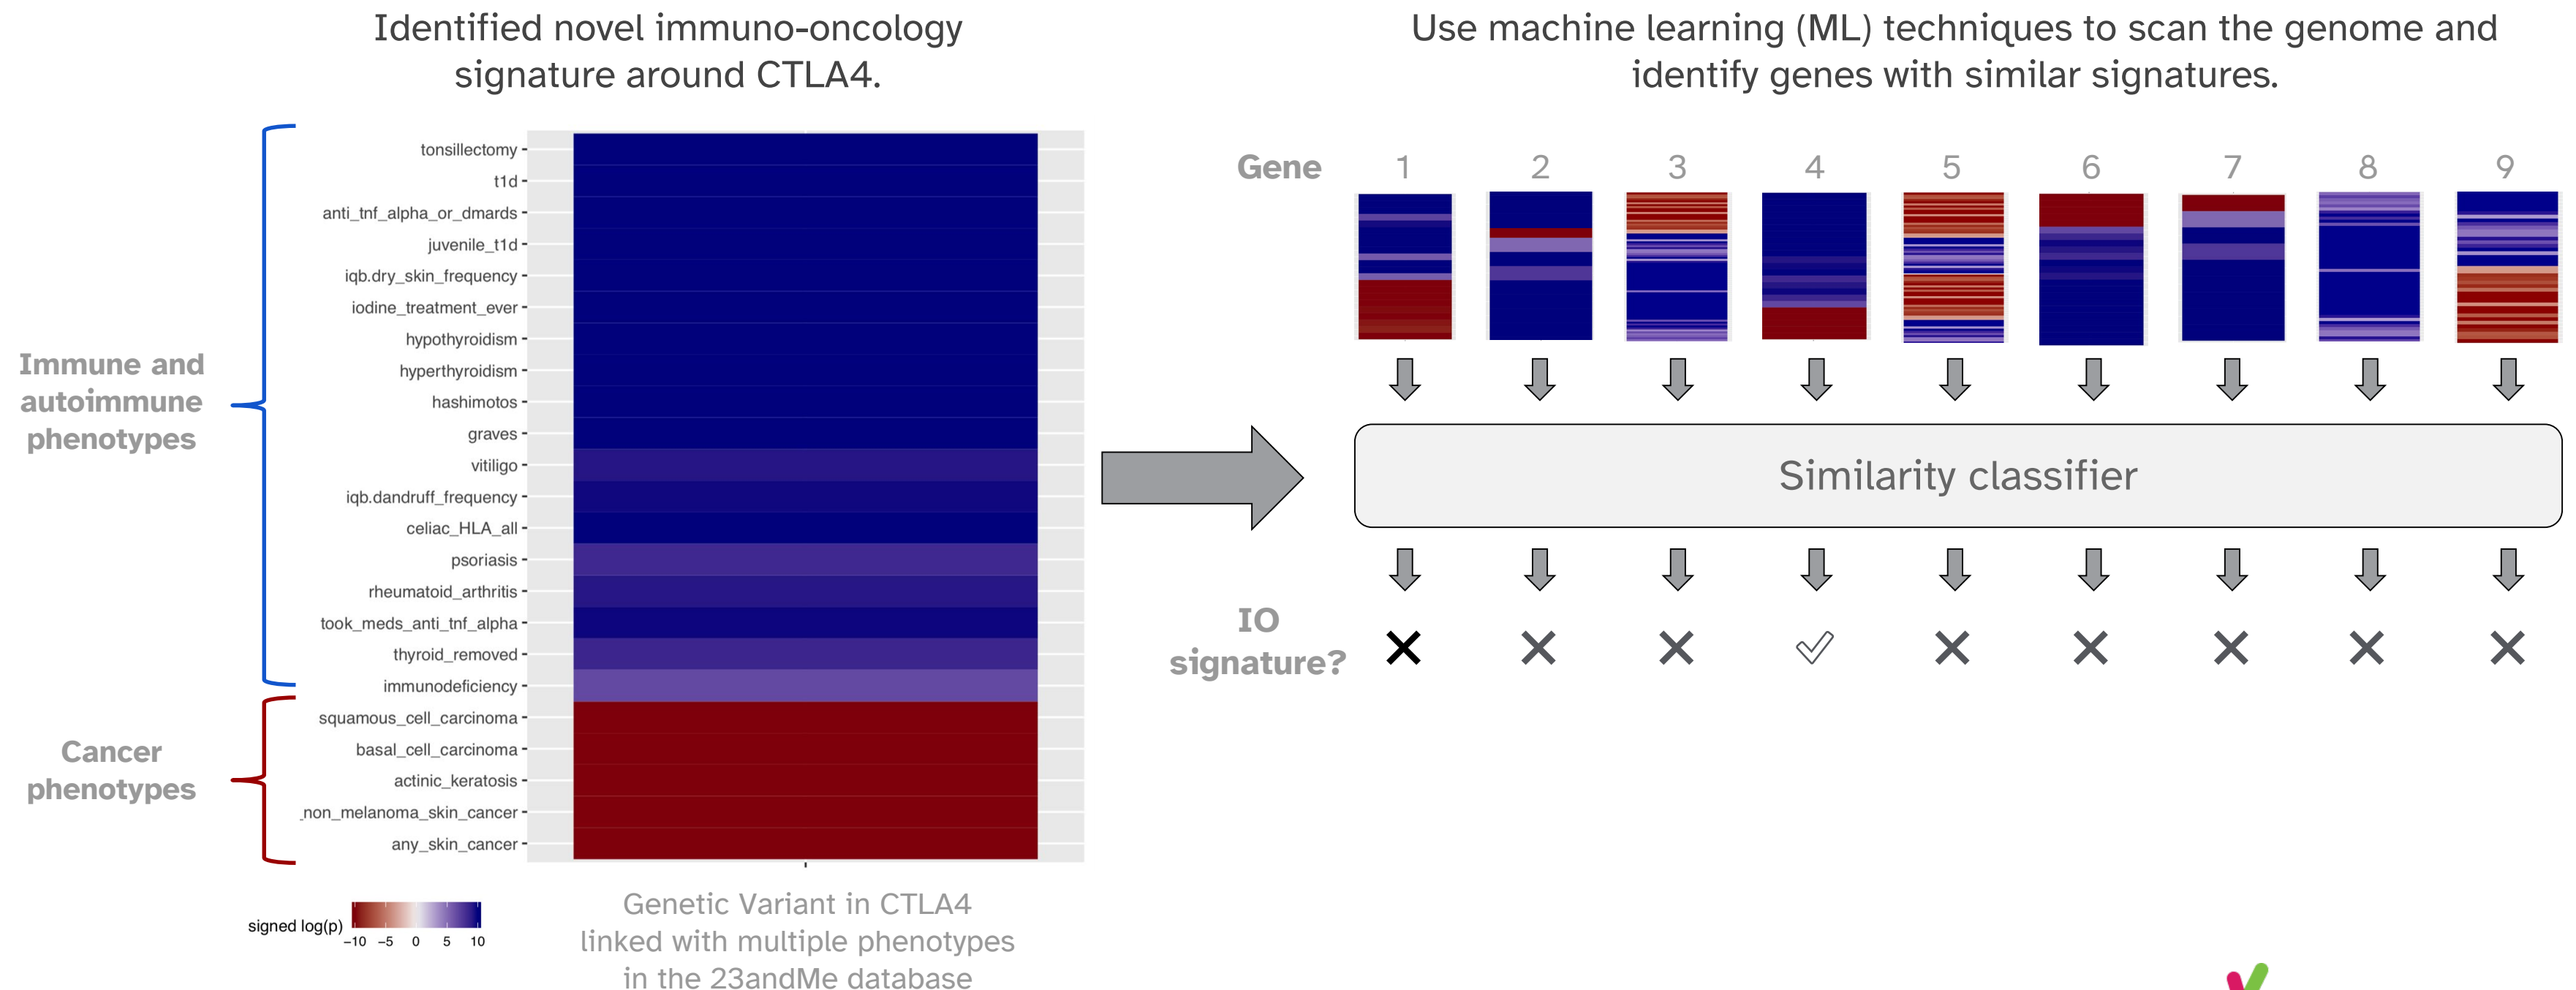 Identified novel immuno-oncology
signature around CTLA4.
Immune and
autoimmune
phenotypes
Cancer
phenotypes
tonsillectomy
t1d
anti_tnf_alpha_or_dmards
juvenile_t1d
iqb.dry_skin_frequency
iodine_treatment_ever
hypothyroidism
hyperthyroidism
hashimotos
graves
vitiligo
iqb.dandruff_frequency
celiac_HLA_all
psoriasis
rheumatoid_arthritis
took_meds_anti_tnf_alpha
thyroid_removed
immunodeficiency
squamous_cell_carcinoma
basal_cell_carcinoma
actinic_keratosis
_non_melanoma_skin_cancer
any_skin_cancer
signed log(p)
−10 −5 0 5 10
Genetic Variant in CTLA4
linked with multiple phenotypes
in the 23andMe database
Use machine learning (ML) techniques to scan the genome and
identify genes with similar signatures.
Gene 1 2 3 4 5 6 7 8 9
Similarity classifier
IO
signature?